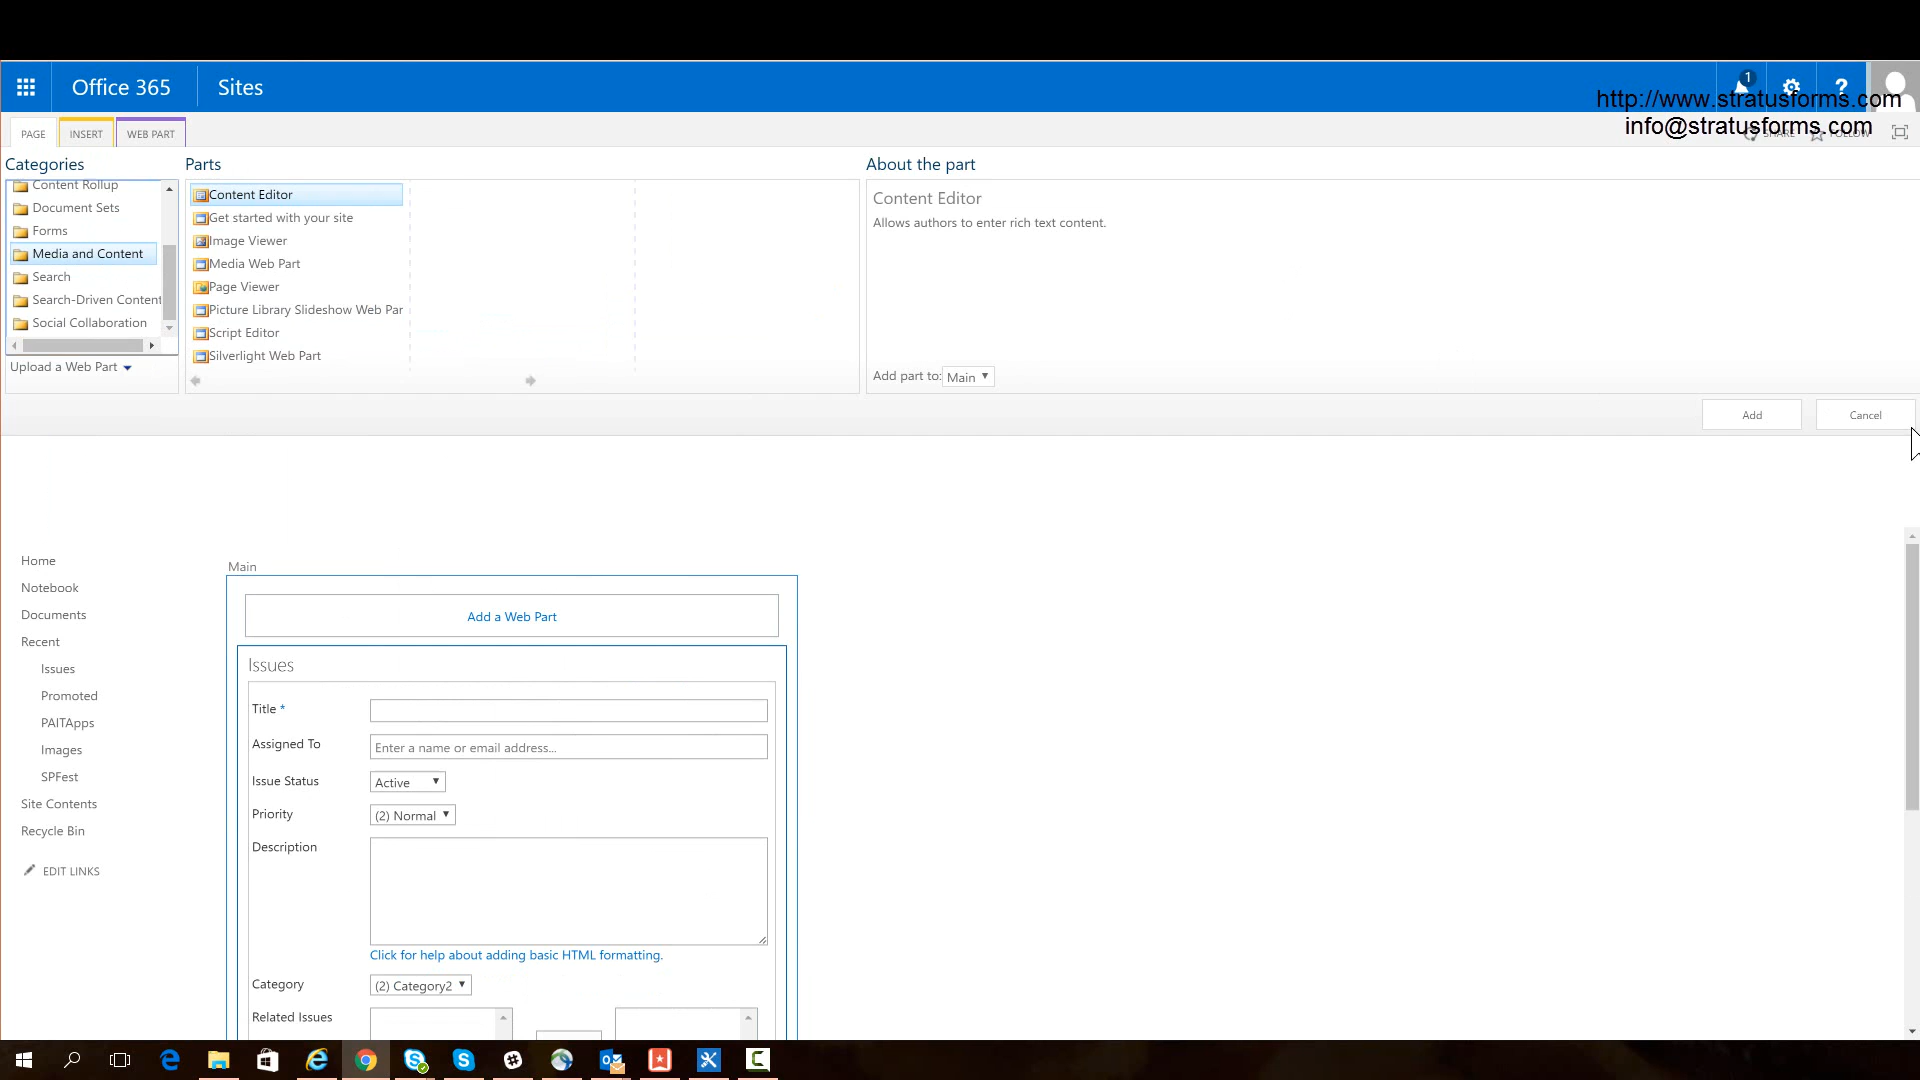 Office 365
Sites
1
?
http://www.stratusforms.com
info@stratusforms.com
SHARE
FOLLOW
PAGE
INSERT
WEB PART
Categories
Content Rollup
Document Sets
Forms
Media and Content
Search
Search-Driven Content
Social Collaboration
Upload a Web Part
Parts
Content Editor
Get started with your site
Image Viewer
Media Web Part
Page Viewer
Picture Library Slideshow Web Par
Script Editor
Silverlight Web Part
About the part
Content Editor
Allows authors to enter rich text content.
Add part to: Main
Add
Cancel
Home
Notebook
Documents
Recent
Issues
Promoted
PAITApps
Images
SPFest
Site Contents
Recycle Bin
EDIT LINKS
Main
Add a Web Part
Issues
Title *
Assigned To
Enter a name or email address...
Issue Status
Active
Priority
(2) Normal
Description
Click for help about adding basic HTML formatting.
Category
(2) Category2
Related Issues